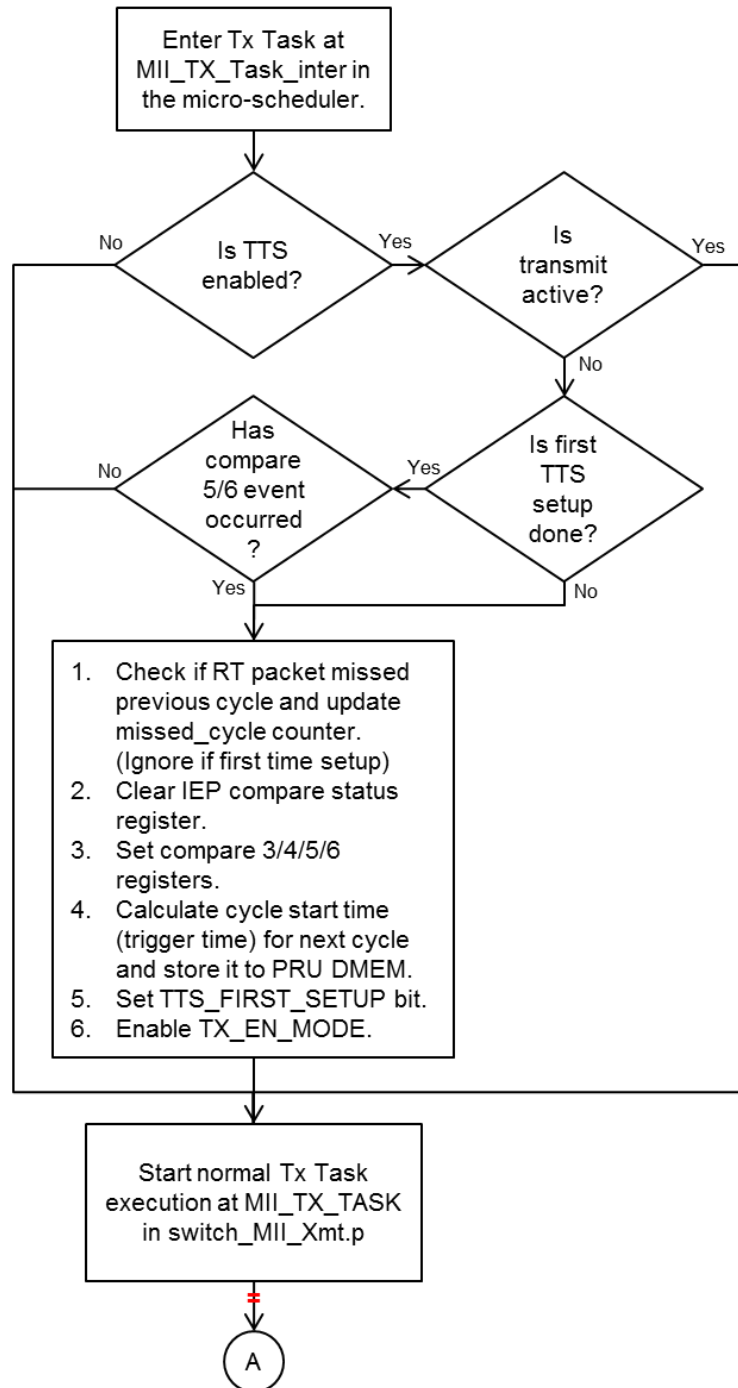 Enter Tx Task at
MII_TX_Task_inter in
the micro-scheduler.
No
Is TTS
enabled?
Yes
Is
transmit
active?
Yes
No
No
Has
compare
5/6 event
occurred
?
Yes
Is first
TTS
setup
done?
Yes
No
1. Check if RT packet missed
previous cycle and update
missed_cycle counter.
(Ignore if first time setup)
2. Clear IEP compare status
register.
3. Set compare 3/4/5/6
registers.
4. Calculate cycle start time
(trigger time) for next cycle
and store it to PRU DMEM.
5. Set TTS_FIRST_SETUP bit.
6. Enable TX_EN_MODE.
Start normal Tx Task
execution at MII_TX_TASK
in switch_MII_Xmt.p
A